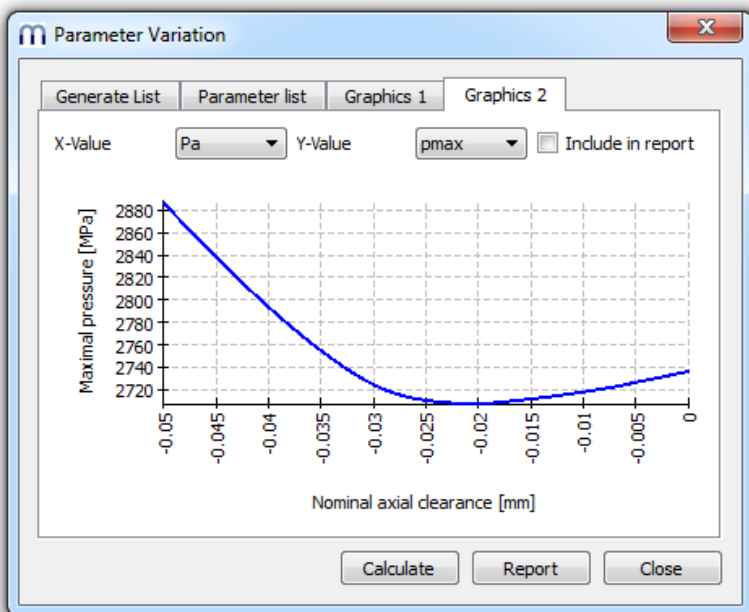 m Parameter Variation
Generate List Parameter list Graphics 1 Graphics 2
X-Value Pa Y-Value pmax Include in report
Maximal pressure [MPa]
2880
2860
2840
2820
2800
2780
2760
2740
2720
-0.05 -0.045 -0.04 -0.035 -0.03 -0.025 -0.02 -0.015 -0.01 -0.005 0
Nominal axial clearance [mm]
Calculate Report Close